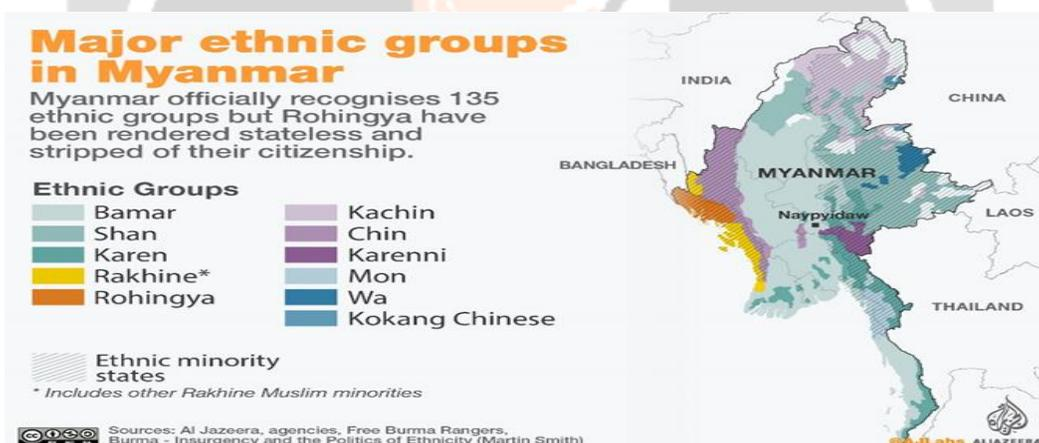 Major ethnic groups
in Myanmar
Myanmar officially recognises 135
ethnic groups but Rohingya have
been rendered stateless and
stripped of their citizenship.
Ethnic Groups
Bamar
Shan
Karen
Rakhine*
Rohingya
Kachin
Chin
Karenni
Mon
Wa
Kokang Chinese
Ethnic minority
states
* Includes other Rakhine Muslim minorities
Sources: Al Jazeera, agencies, Free Burma Rangers,
Burma - Insurgency and the Politics of Ethnicity (Martin Smith)
INDIA
CHINA
BANGLADESH
MYANMAR
Naypyidaw
LAOS
THAILAND
@AJLabs ALJAZEERA